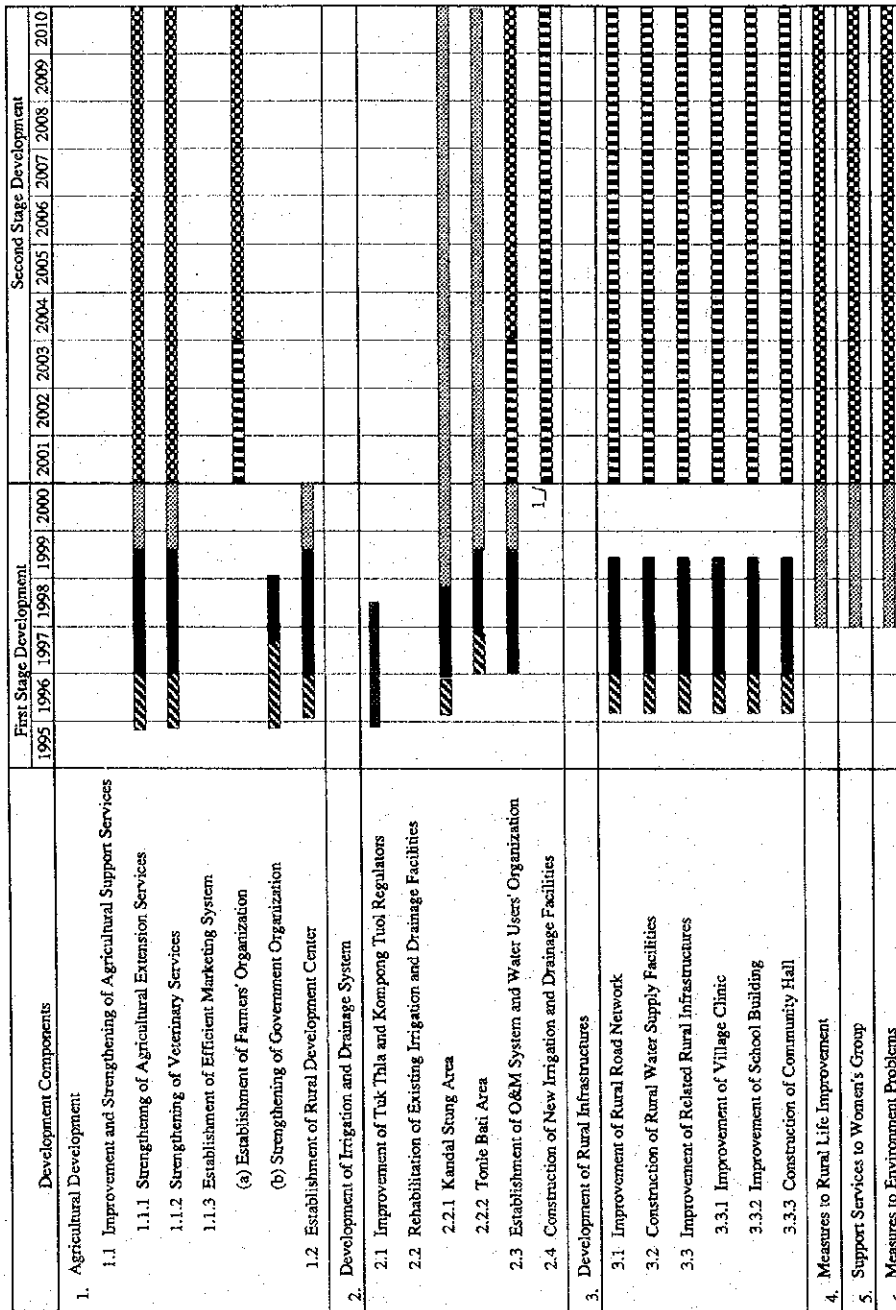 Development Components
First Stage Development
Second Stage Development
1995 1996 1997 1998 1999 2000 2001 2002 2003 2004 2005 2006 2007 2008 2009 2010
1. Agricultural Development
1.1 Improvement and Strengthening of Agricultural Support Services
1.1.1 Strengthening of Agricultural Extension Services
1.1.2 Strengthening of Veterinary Services
1.1.3 Establishment of Efficient Marketing System
(a) Establishment of Farmers' Organization
(b) Strengthening of Government Organization
1.2 Establishment of Rural Development Center
2. Development of Irrigation and Drainage System
2.1 Improvement of Tuk Thla and Kompong Tuol Regulators
2.2 Rehabilitation of Existing Irrigation and Drainage Facilities
2.2.1 Kandal Stung Area
2.2.2 Tonle Bati Area
2.3 Establishment of O&M System and Water Users' Organization
2.4 Construction of New Irrigation and Drainage Facilities
1_/
3. Development of Rural Infrastructures
3.1 Improvement of Rural Road Network
3.2 Construction of Rural Water Supply Facilities
3.3 Improvement of Related Rural Infrastructures
3.3.1 Improvement of Village Clinic
3.3.2 Improvement of School Building
3.3.3 Construction of Community Hall
4. Measures to Rural Life Improvement
5. Support Services to Women's Group
Measures to Environment Problems